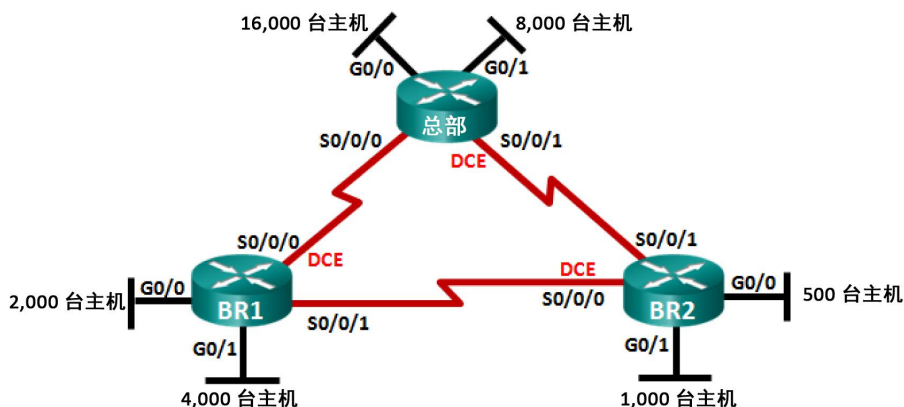 16,000 台主机
8,000 台主机
G0/0
G0/1
总部
S0/0/0
S0/0/1
DCE
S0/0/0
DCE
S0/0/1
DCE
2,000 台主机
G0/0
BR1
S0/0/1
S0/0/0
BR2
G0/0
500 台主机
G0/1
G0/1
4,000 台主机
1,000 台主机